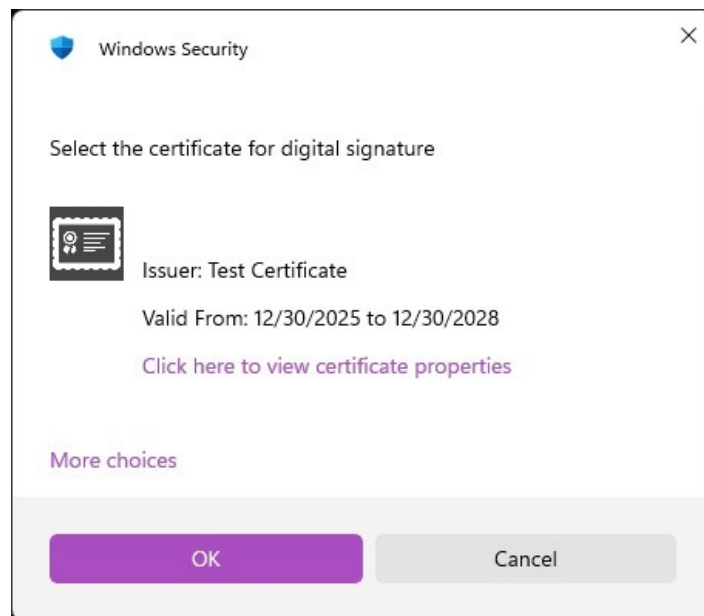 Windows Security
Select the certificate for digital signature
Issuer: Test Certificate
Valid From: 12/30/2025 to 12/30/2028
Click here to view certificate properties
More choices
OK
Cancel